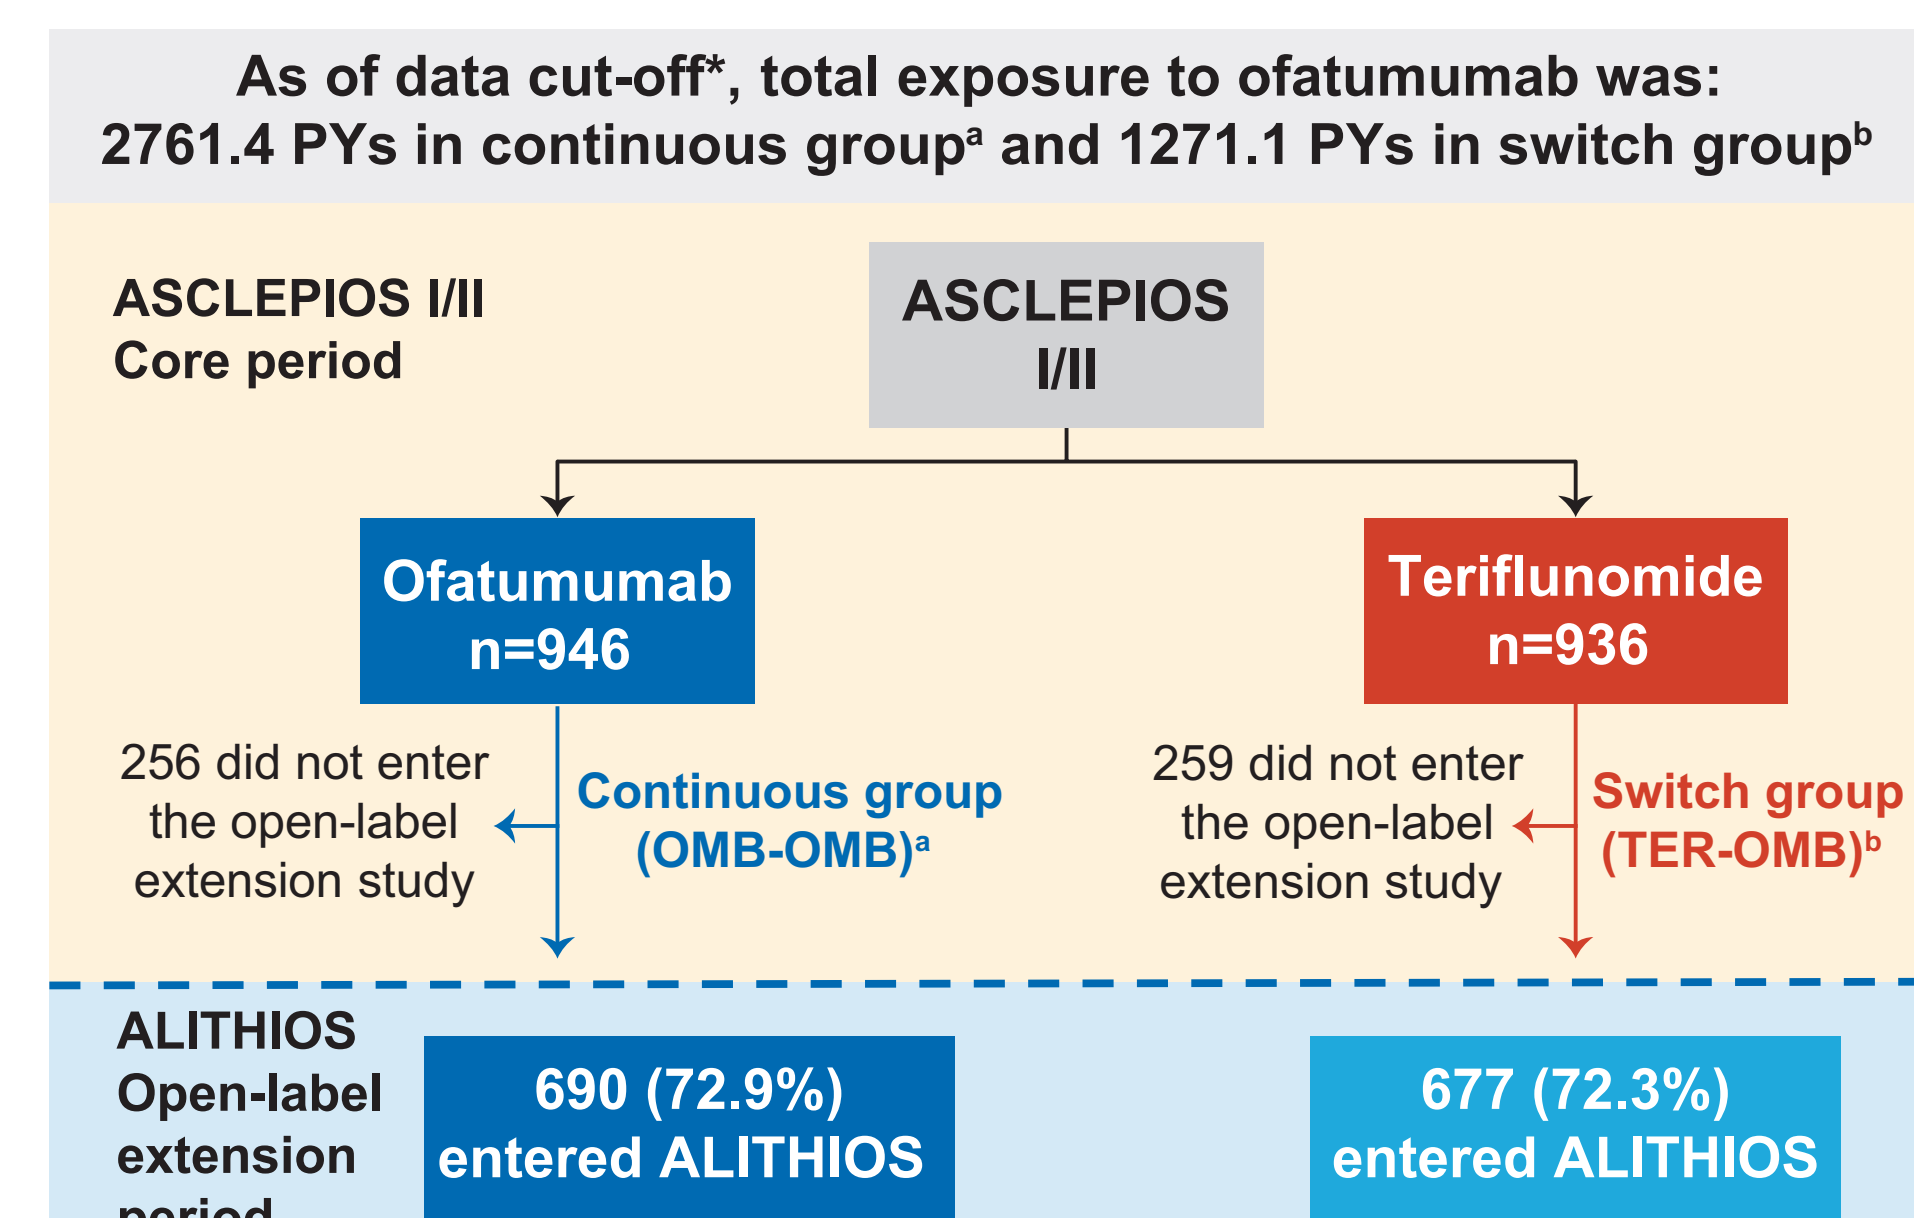 As of data cut-off*, total exposure to ofatumumab was:
2761.4 PYs in continuous groupᵃ and 1271.1 PYs in switch groupᵇ
ASCLEPIOS I/II
Core period
ASCLEPIOS
I/II
Ofatumumab
n=946
Teriflunomide
n=936
256 did not enter
the open-label
extension study
Continuous group
(OMB-OMB)ᵃ
259 did not enter
the open-label
extension study
Switch group
(TER-OMB)ᵇ
ALITHIOS
Open-label
extension
period
690 (72.9%)
entered ALITHIOS
677 (72.3%)
entered ALITHIOS